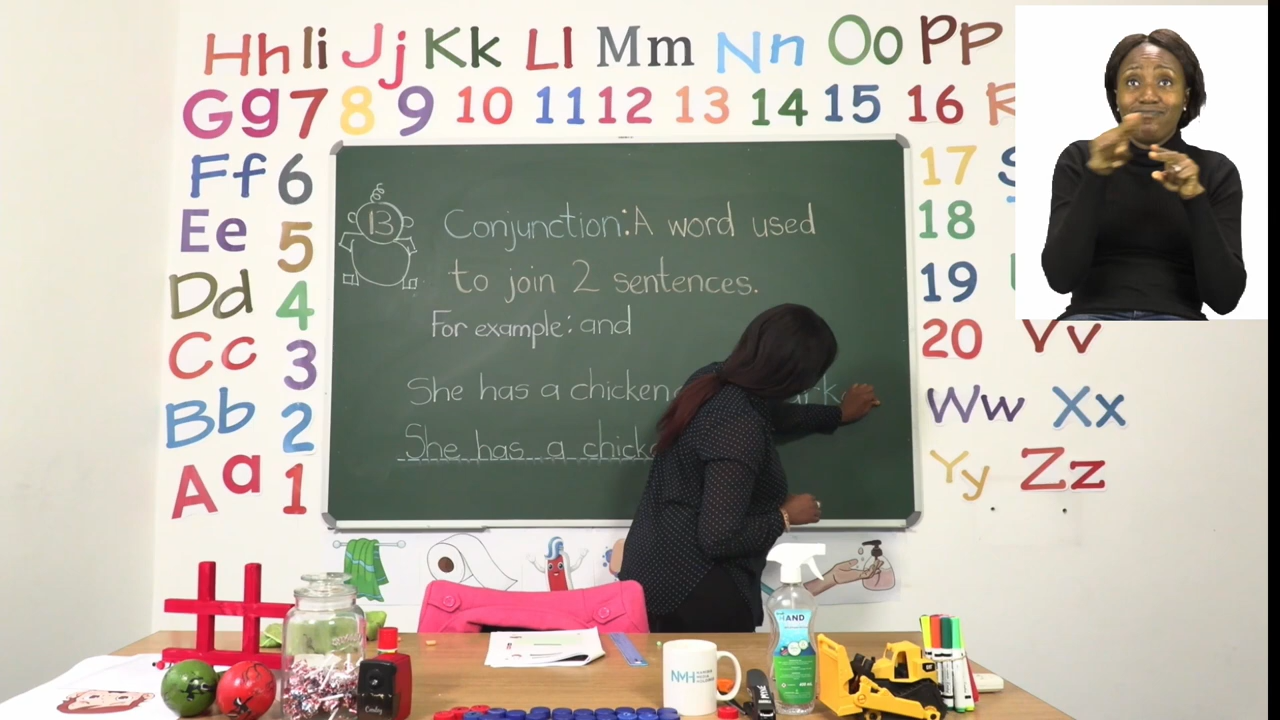 Hh Ii Jj Kk Ll Mm Nn Oo Pp
Gg 7 8 9 10 11 12 13 14 15 16
Ff 6 17
Ee 5 18
Dd 4 19
Cc 3 20 Vv
Bb 2 Ww Xx
Aa 1 Yy Zz
B
Conjunction: A word used
to join 2 sentences.
For example: and
She has a chicken
She has a
NMH
HAND
CAT